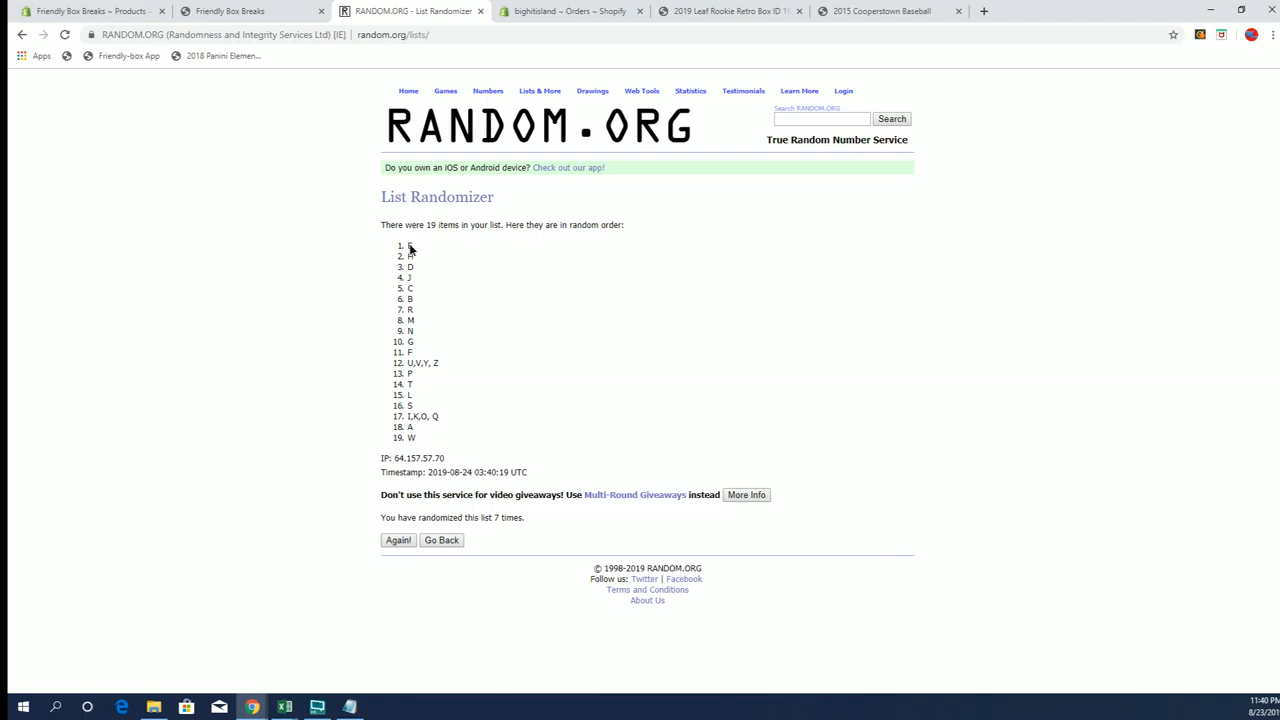 Friendly Box Breaks ~ Products ~
Friendly Box Breaks
RANDOM.ORG - List Randomizer
bighitisland ~ Orders ~ Shopify
2019 Leaf Rookie Retro Box ID 19
2015 Cooperstown Baseball
RANDOM.ORG (Randomness and Integrity Services Ltd) [IE] | random.org/lists/
Apps
Friendly-box App
2018 Panini Elemen...
Home Games Numbers Lists & More Drawings Web Tools Statistics Testimonials Learn More Login
RANDOM.ORG
Search RANDOM.ORG
Search
True Random Number Service
Do you own an iOS or Android device? Check out our app!
List Randomizer
There were 19 items in your list. Here they are in random order:
1.
2. H
3. D
4. J
5. C
6. B
7. R
8. M
9. N
10. G
11. F
12. U,V,Y, Z
13. P
14. T
15. L
16. S
17. I,K,O, Q
18. A
19. W
IP: 64.157.57.70
Timestamp: 2019-08-24 03:40:19 UTC
Don't use this service for video giveaways! Use Multi-Round Giveaways instead More Info
You have randomized this list 7 times.
Again! Go Back
© 1998-2019 RANDOM.ORG
Follow us: Twitter | Facebook
Terms and Conditions
About Us
11:40 PM
8/23/201